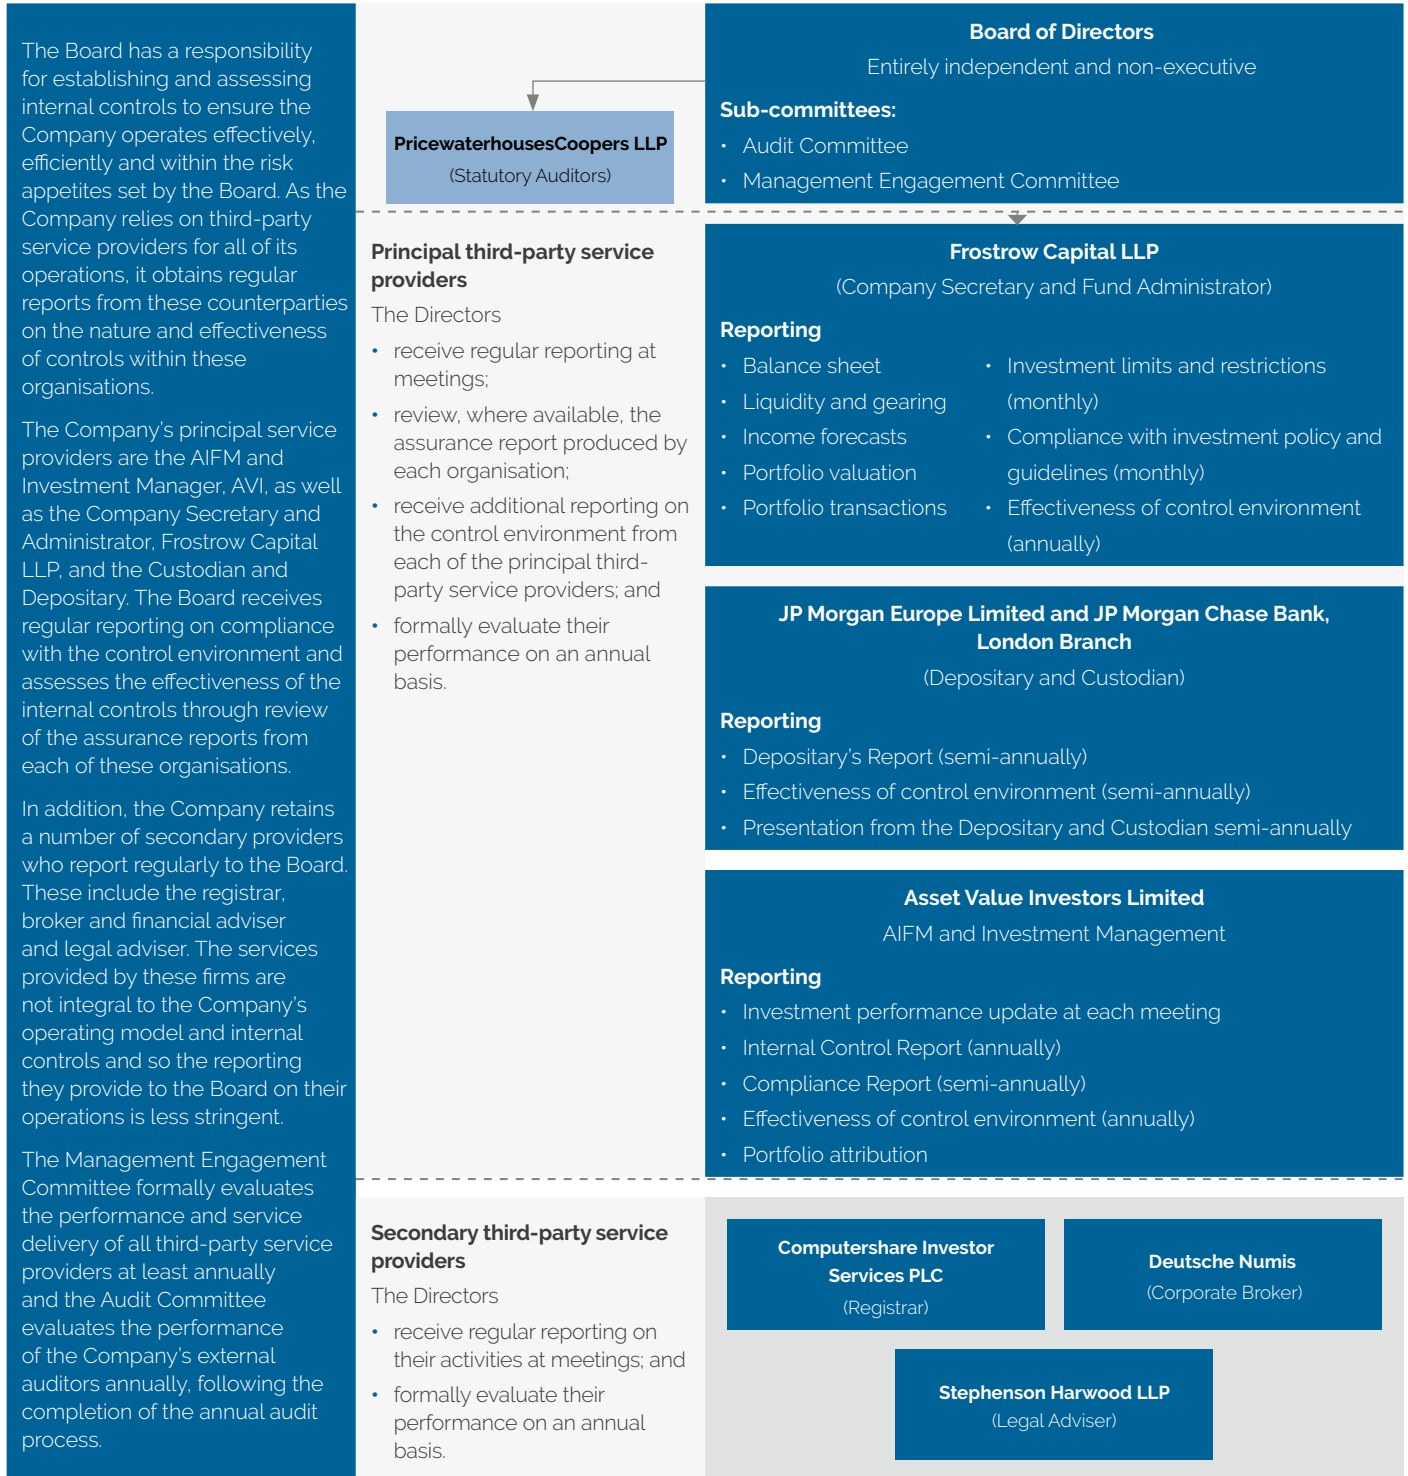 The Board has a responsibility
for establishing and assessing
internal controls to ensure the
Company operates effectively,
efficiently and within the risk
appetites set by the Board. As the
Company relies on third-party
service providers for all of its
operations, it obtains regular
reports from these counterparties
on the nature and effectiveness
of controls within these
organisations.
The Company's principal service
providers are the AIFM and
Investment Manager, AVI, as well
as the Company Secretary and
Administrator, Frostrow Capital
LLP, and the Custodian and
Depositary. The Board receives
regular reporting on compliance
with the control environment and
assesses the effectiveness of the
internal controls through review
of the assurance reports from
each of these organisations.
In addition, the Company retains
a number of secondary providers
who report regularly to the Board.
These include the registrar,
broker and financial adviser
and legal adviser. The services
provided by these firms are
not integral to the Company's
operating model and internal
controls and so the reporting
they provide to the Board on their
operations is less stringent.
The Management Engagement
Committee formally evaluates
the performance and service
delivery of all third-party service
providers at least annually
and the Audit Committee
evaluates the performance
of the Company's external
auditors annually, following the
completion of the annual audit
process.
PricewaterhousesCoopers LLP
(Statutory Auditors)
Board of Directors
Entirely independent and non-executive
Sub-committees:
• Audit Committee
• Management Engagement Committee
Principal third-party service
providers
The Directors
• receive regular reporting at
meetings;
• review, where available, the
assurance report produced by
each organisation;
• receive additional reporting on
the control environment from
each of the principal third-
party service providers; and
• formally evaluate their
performance on an annual
basis.
Frostrow Capital LLP
(Company Secretary and Fund Administrator)
Reporting
• Balance sheet
• Liquidity and gearing
• Income forecasts
• Portfolio valuation
• Portfolio transactions
• Investment limits and restrictions
(monthly)
• Compliance with investment policy and
guidelines (monthly)
• Effectiveness of control environment
(annually)
JP Morgan Europe Limited and JP Morgan Chase Bank,
London Branch
(Depositary and Custodian)
Reporting
• Depositary's Report (semi-annually)
• Effectiveness of control environment (semi-annually)
• Presentation from the Depositary and Custodian semi-annually
Asset Value Investors Limited
AIFM and Investment Management
Reporting
• Investment performance update at each meeting
• Internal Control Report (annually)
• Compliance Report (semi-annually)
• Effectiveness of control environment (annually)
• Portfolio attribution
Secondary third-party service
providers
The Directors
• receive regular reporting on
their activities at meetings; and
• formally evaluate their
performance on an annual
basis.
Computershare Investor
Services PLC
(Registrar)
Deutsche Numis
(Corporate Broker)
Stephenson Harwood LLP
(Legal Adviser)